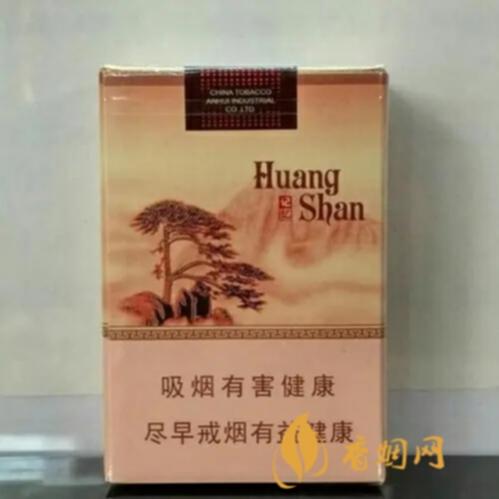 CHINA TOBACCO
ANHUI INDUSTRIAL
CO.,LTD
Huang
Shan
吸烟有害健康
尽早戒烟有益健康
香烟网